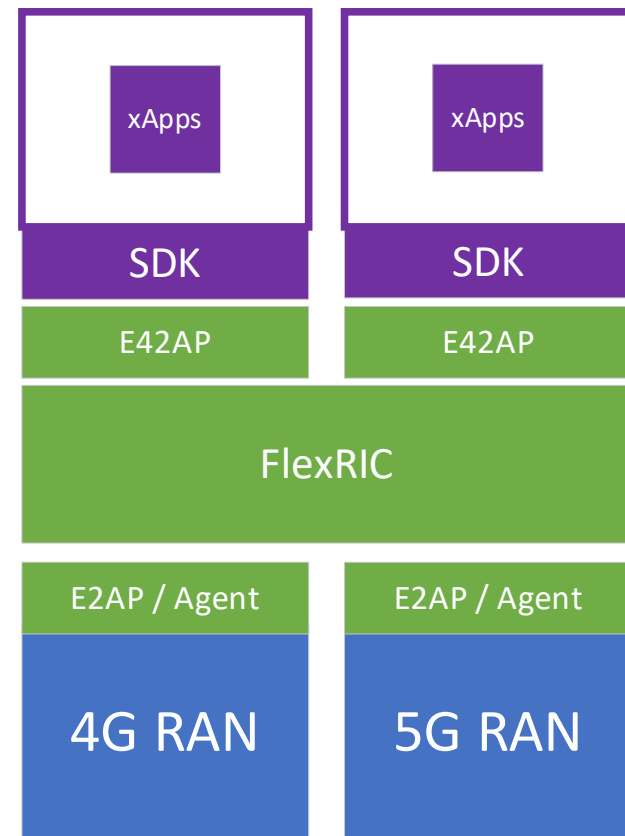 xApps
xApps
SDK
SDK
E42AP
E42AP
FlexRIC
E2AP / Agent
E2AP / Agent
4G RAN
5G RAN